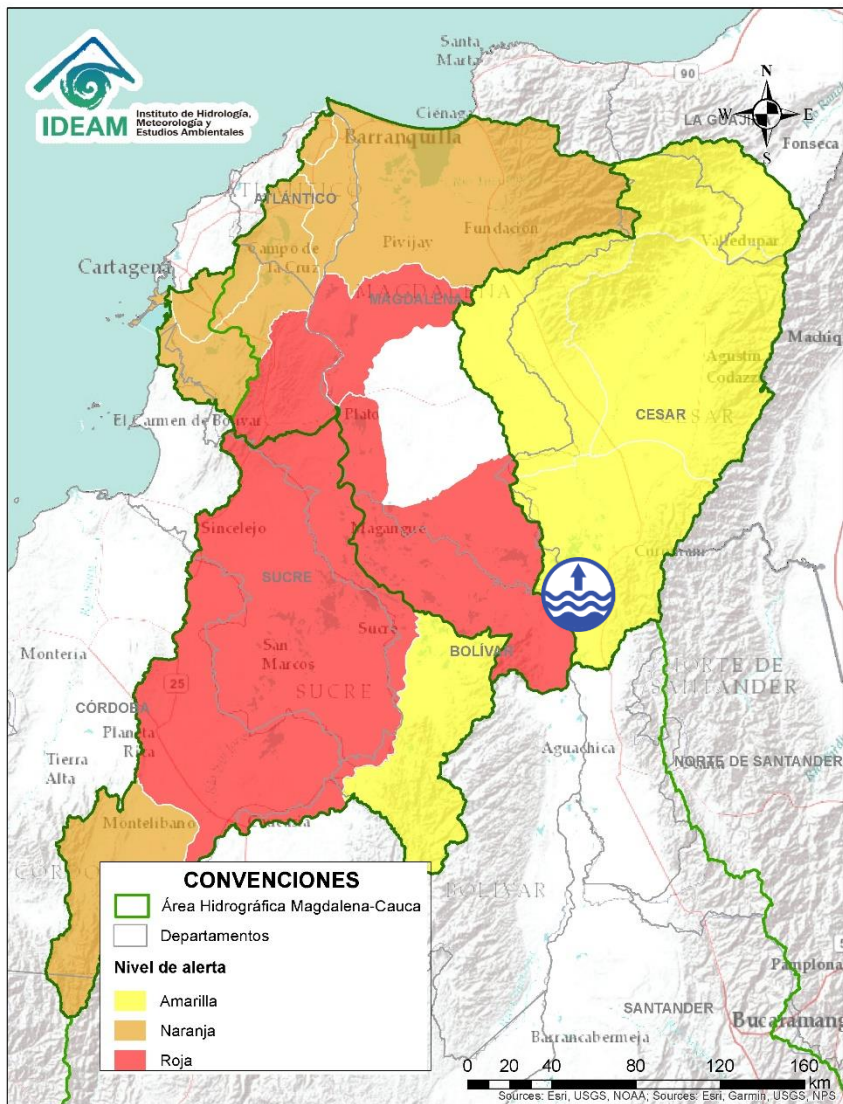 IDEAM
Instituto de Hidrología,
Meteorología y
Estudios Ambientales
Santa
Marta
90
N
W
E
S
LA GUAJIRA
Fonseca
Ciénaga
Barranquilla
ATLÁNTICO
Valledupar
Campo de
la Cruz
Pivijay
Fundación
Cartagena
MAGDALENA
MAGDALENA
Machiq
Agustín
Codazzi
CESAR
El Carmen de Bolívar
Plato
Sincelejo
Magangué
SUCRE
Sucre
San
Marcos
SUCRE
BOLÍVAR
Montería
25
CÓRDOBA
Planeta
Rica
Tierra
Alta
NORTE DE
SANTANDER
Aguachica
NORTE DE SANTANDER
Montelíbano
BOLÍVAR
CONVENCIONES
Área Hidrográfica Magdalena-Cauca
Departamentos
Nivel de alerta
Amarilla
Naranja
Roja
Pamplona
SANTANDER
Bucaramang
Barrancabermeja
0 20 40 80 120 160
km
Sources: Esri, USGS, NOAA; Sources: Esri, Garmin, USGS, NPS